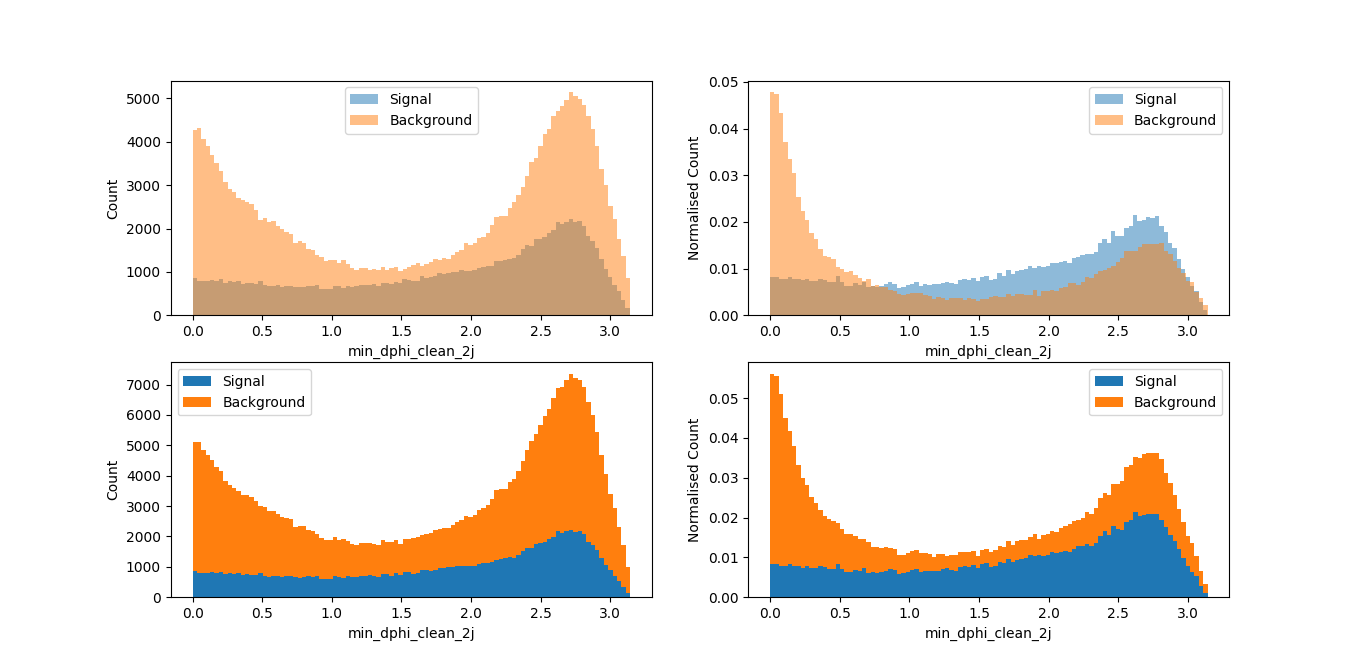 5000
4000
3000
2000
1000
0
Count
Signal
Background
0.0 0.5 1.0 1.5 2.0 2.5 3.0
min_dphi_clean_2j
0.05
0.04
0.03
0.02
0.01
0.00
Normalised Count
Signal
Background
0.0 0.5 1.0 1.5 2.0 2.5 3.0
min_dphi_clean_2j
7000
6000
5000
4000
3000
2000
1000
0
Count
Signal
Background
0.0 0.5 1.0 1.5 2.0 2.5 3.0
min_dphi_clean_2j
0.05
0.04
0.03
0.02
0.01
0.00
Normalised Count
Signal
Background
0.0 0.5 1.0 1.5 2.0 2.5 3.0
min_dphi_clean_2j